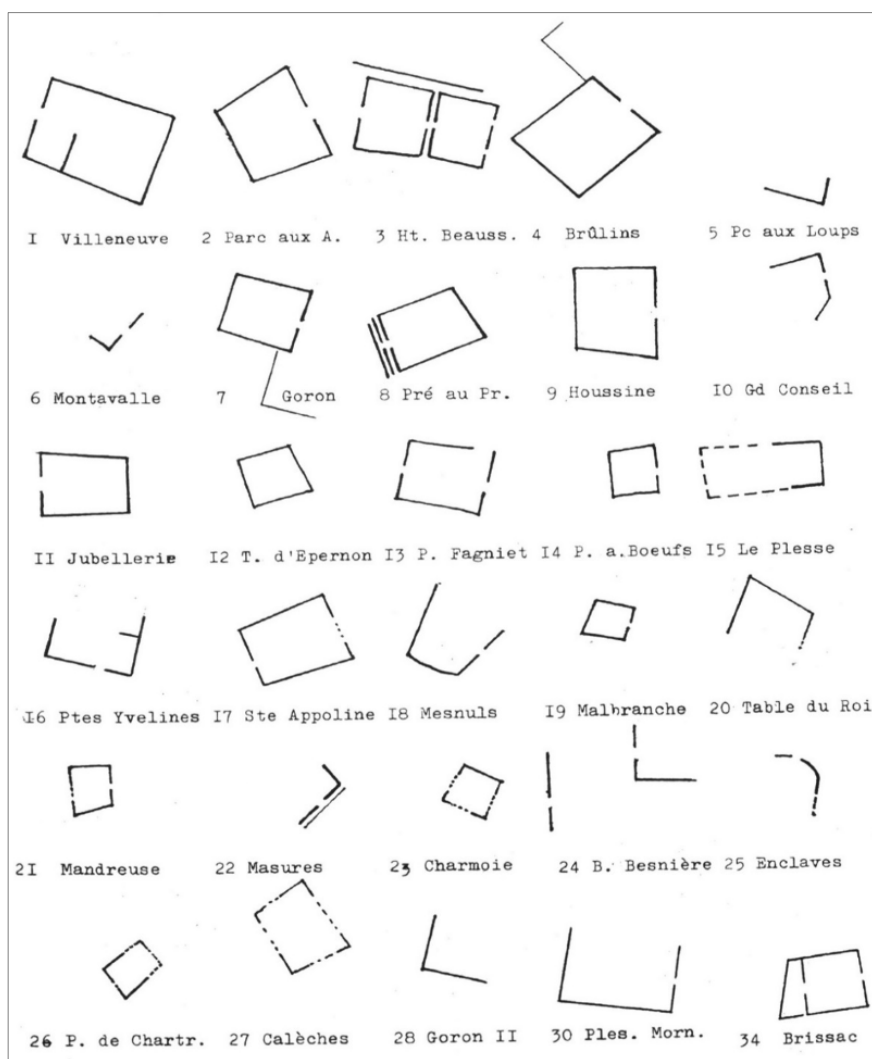 I Villeneuve 2 Parc aux A. 3 Ht. Beauss. 4 Brûlins 5 Pc aux Loups
6 Montavalle 7 Goron 8 Pré au Pr. 9 Houssine IO Gd Conseil
II Jubellerie I2 T. d'Epernon I3 P. Fagniet I4 P. a.Boeufs I5 Le Plesse
I6 Ptes Yvelines I7 Ste Appoline I8 Mesnuls I9 Malbranche 20 Table du Roi
2I Mandreuse 22 Masures 23 Charmoie 24 B. Besnière 25 Enclaves
26 P. de Chartr. 27 Calèches 28 Goron II 30 Ples. Morn. 34 Brissac